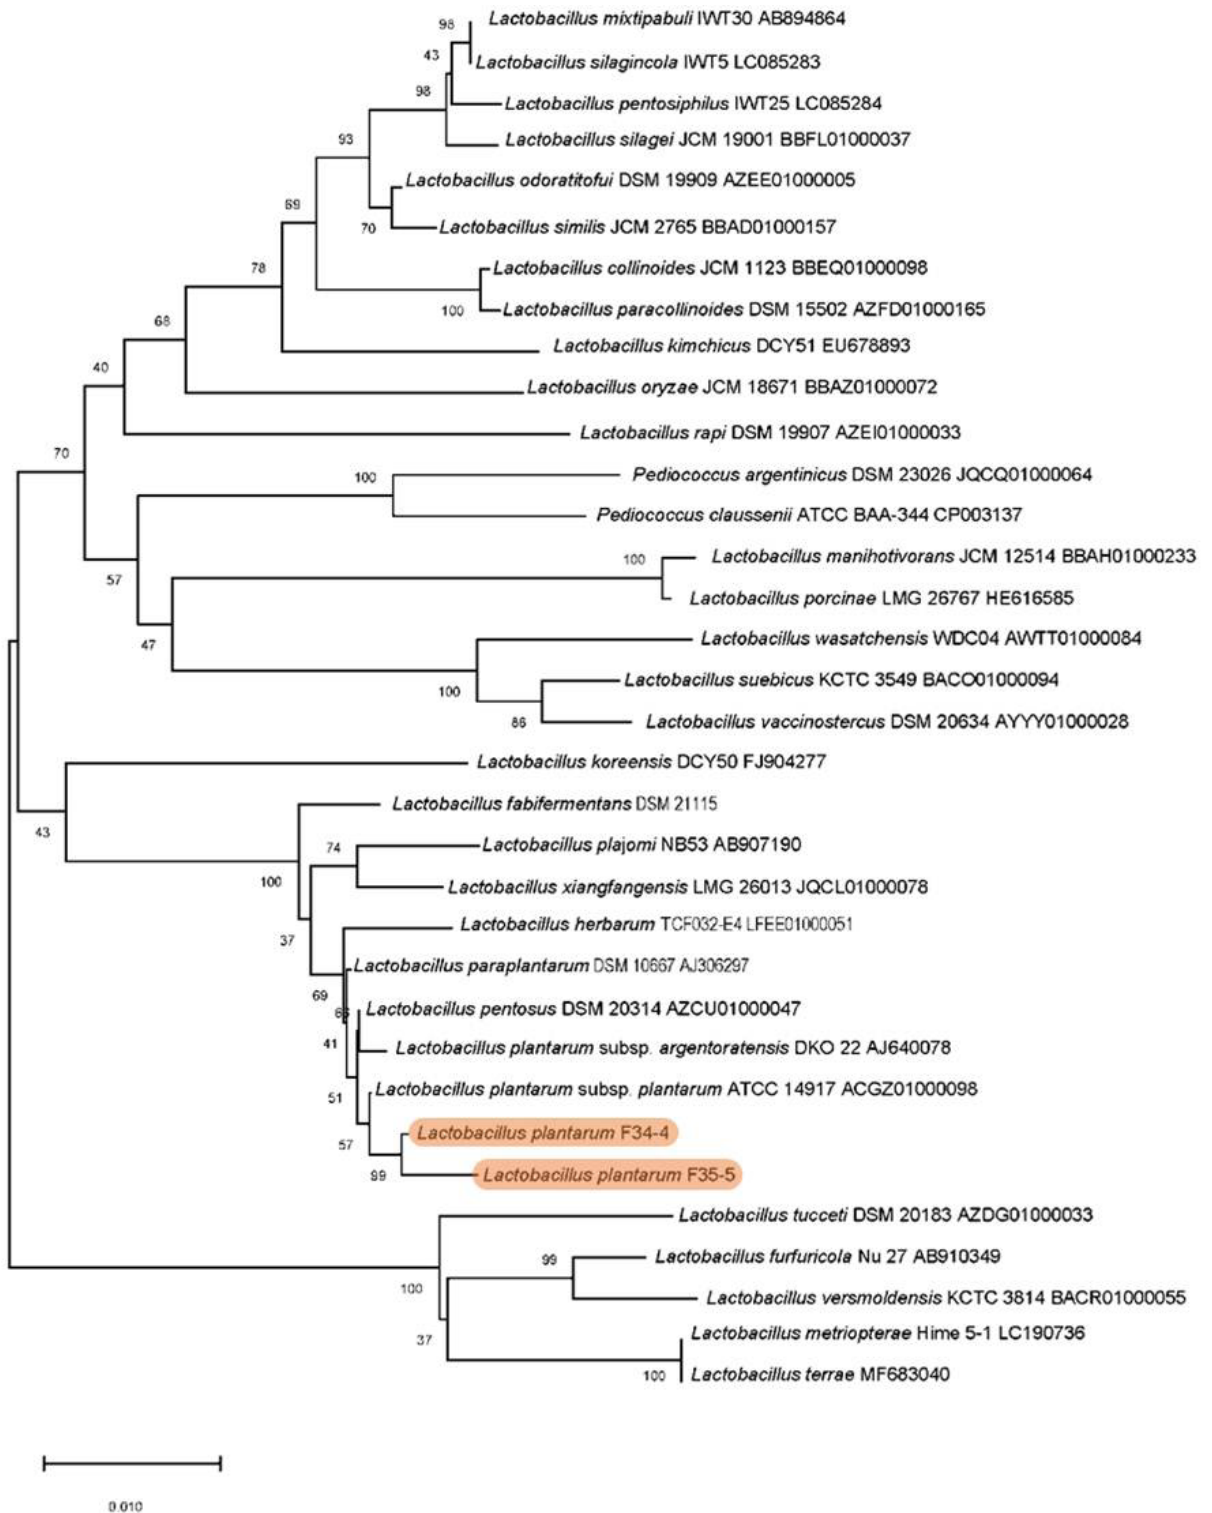 98
Lactobacillus mixtipabuli IWT30 AB894864
43
Lactobacillus silagincola IWT5 LC085283
98
Lactobacillus pentosiphilus IWT25 LC085284
93
Lactobacillus silagei JCM 19001 BBFL01000037
Lactobacillus odoratitofui DSM 19909 AZEE01000005
69
70
Lactobacillus similis JCM 2765 BBAD01000157
78
Lactobacillus collinoides JCM 1123 BBEQ01000098
100
Lactobacillus paracollinoides DSM 15502 AZFD01000165
68
Lactobacillus kimchicus DCY51 EU678893
40
Lactobacillus oryzae JCM 18671 BBAZ01000072
Lactobacillus rapi DSM 19907 AZEI01000033
70
100
Pediococcus argentinicus DSM 23026 JQCQ01000064
Pediococcus claussenii ATCC BAA-344 CP003137
100
Lactobacillus manihotivorans JCM 12514 BBAH01000233
57
Lactobacillus porcinae LMG 26767 HE616585
47
Lactobacillus wasatchensis WDC04 AWTT01000084
100
Lactobacillus suebicus KCTC 3549 BACO01000094
86
Lactobacillus vaccinostercus DSM 20634 AYYY01000028
Lactobacillus koreensis DCY50 FJ904277
Lactobacillus fabifermentans DSM 21115
43
74
Lactobacillus plajomi NB53 AB907190
100
Lactobacillus xiangfangensis LMG 26013 JQCL01000078
Lactobacillus herbarum TCF032-E4 LFEE01000051
37
Lactobacillus paraplantarum DSM 10667 AJ306297
69
Lactobacillus pentosus DSM 20314 AZCU01000047
41
Lactobacillus plantarum subsp. argentoratensis DKO 22 AJ640078
51
Lactobacillus plantarum subsp. plantarum ATCC 14917 ACGZ01000098
57
Lactobacillus plantarum F34-4
99
Lactobacillus plantarum F35-5
Lactobacillus tucceti DSM 20183 AZDG01000033
99
Lactobacillus furfuricola Nu 27 AB910349
100
Lactobacillus versmoldensis KCTC 3814 BACR01000055
37
Lactobacillus metriopterae Hime 5-1 LC190736
100
Lactobacillus terrae MF683040
0.010